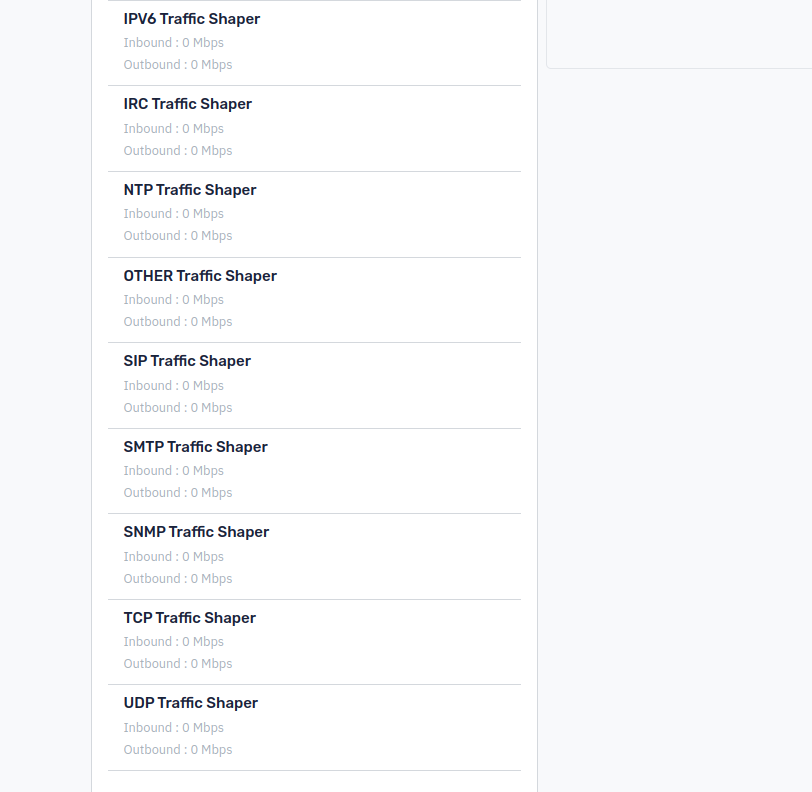 IPV6 Traffic Shaper
Inbound : 0 Mbps
Outbound : 0 Mbps
IRC Traffic Shaper
Inbound : 0 Mbps
Outbound : 0 Mbps
NTP Traffic Shaper
Inbound : 0 Mbps
Outbound : 0 Mbps
OTHER Traffic Shaper
Inbound : 0 Mbps
Outbound : 0 Mbps
SIP Traffic Shaper
Inbound : 0 Mbps
Outbound : 0 Mbps
SMTP Traffic Shaper
Inbound : 0 Mbps
Outbound : 0 Mbps
SNMP Traffic Shaper
Inbound : 0 Mbps
Outbound : 0 Mbps
TCP Traffic Shaper
Inbound : 0 Mbps
Outbound : 0 Mbps
UDP Traffic Shaper
Inbound : 0 Mbps
Outbound : 0 Mbps